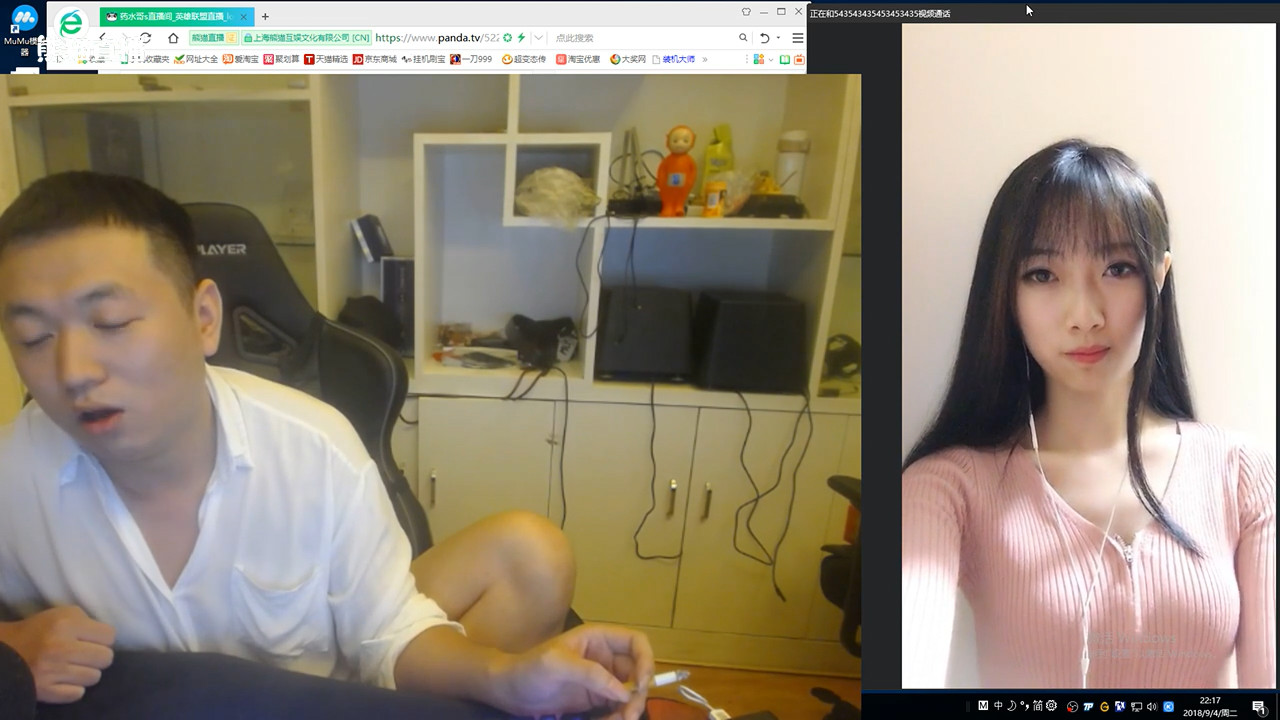 药水哥s直播间_英雄联盟直播_
正在和543543435453453435视频通话
MuMu模
器
熊猫直播
上海熊猫互娱文化有限公司 [CN]
https://www.panda.tv/522
点此搜索
收藏夹
网址大全
爱淘宝
聚划算
天猫精选
京东商城
挂机刷宝
一刀999
超变态传
淘宝优惠
大奖网
装机大师
»
LAYER
M 中 简
22:17
2018/9/4/周二